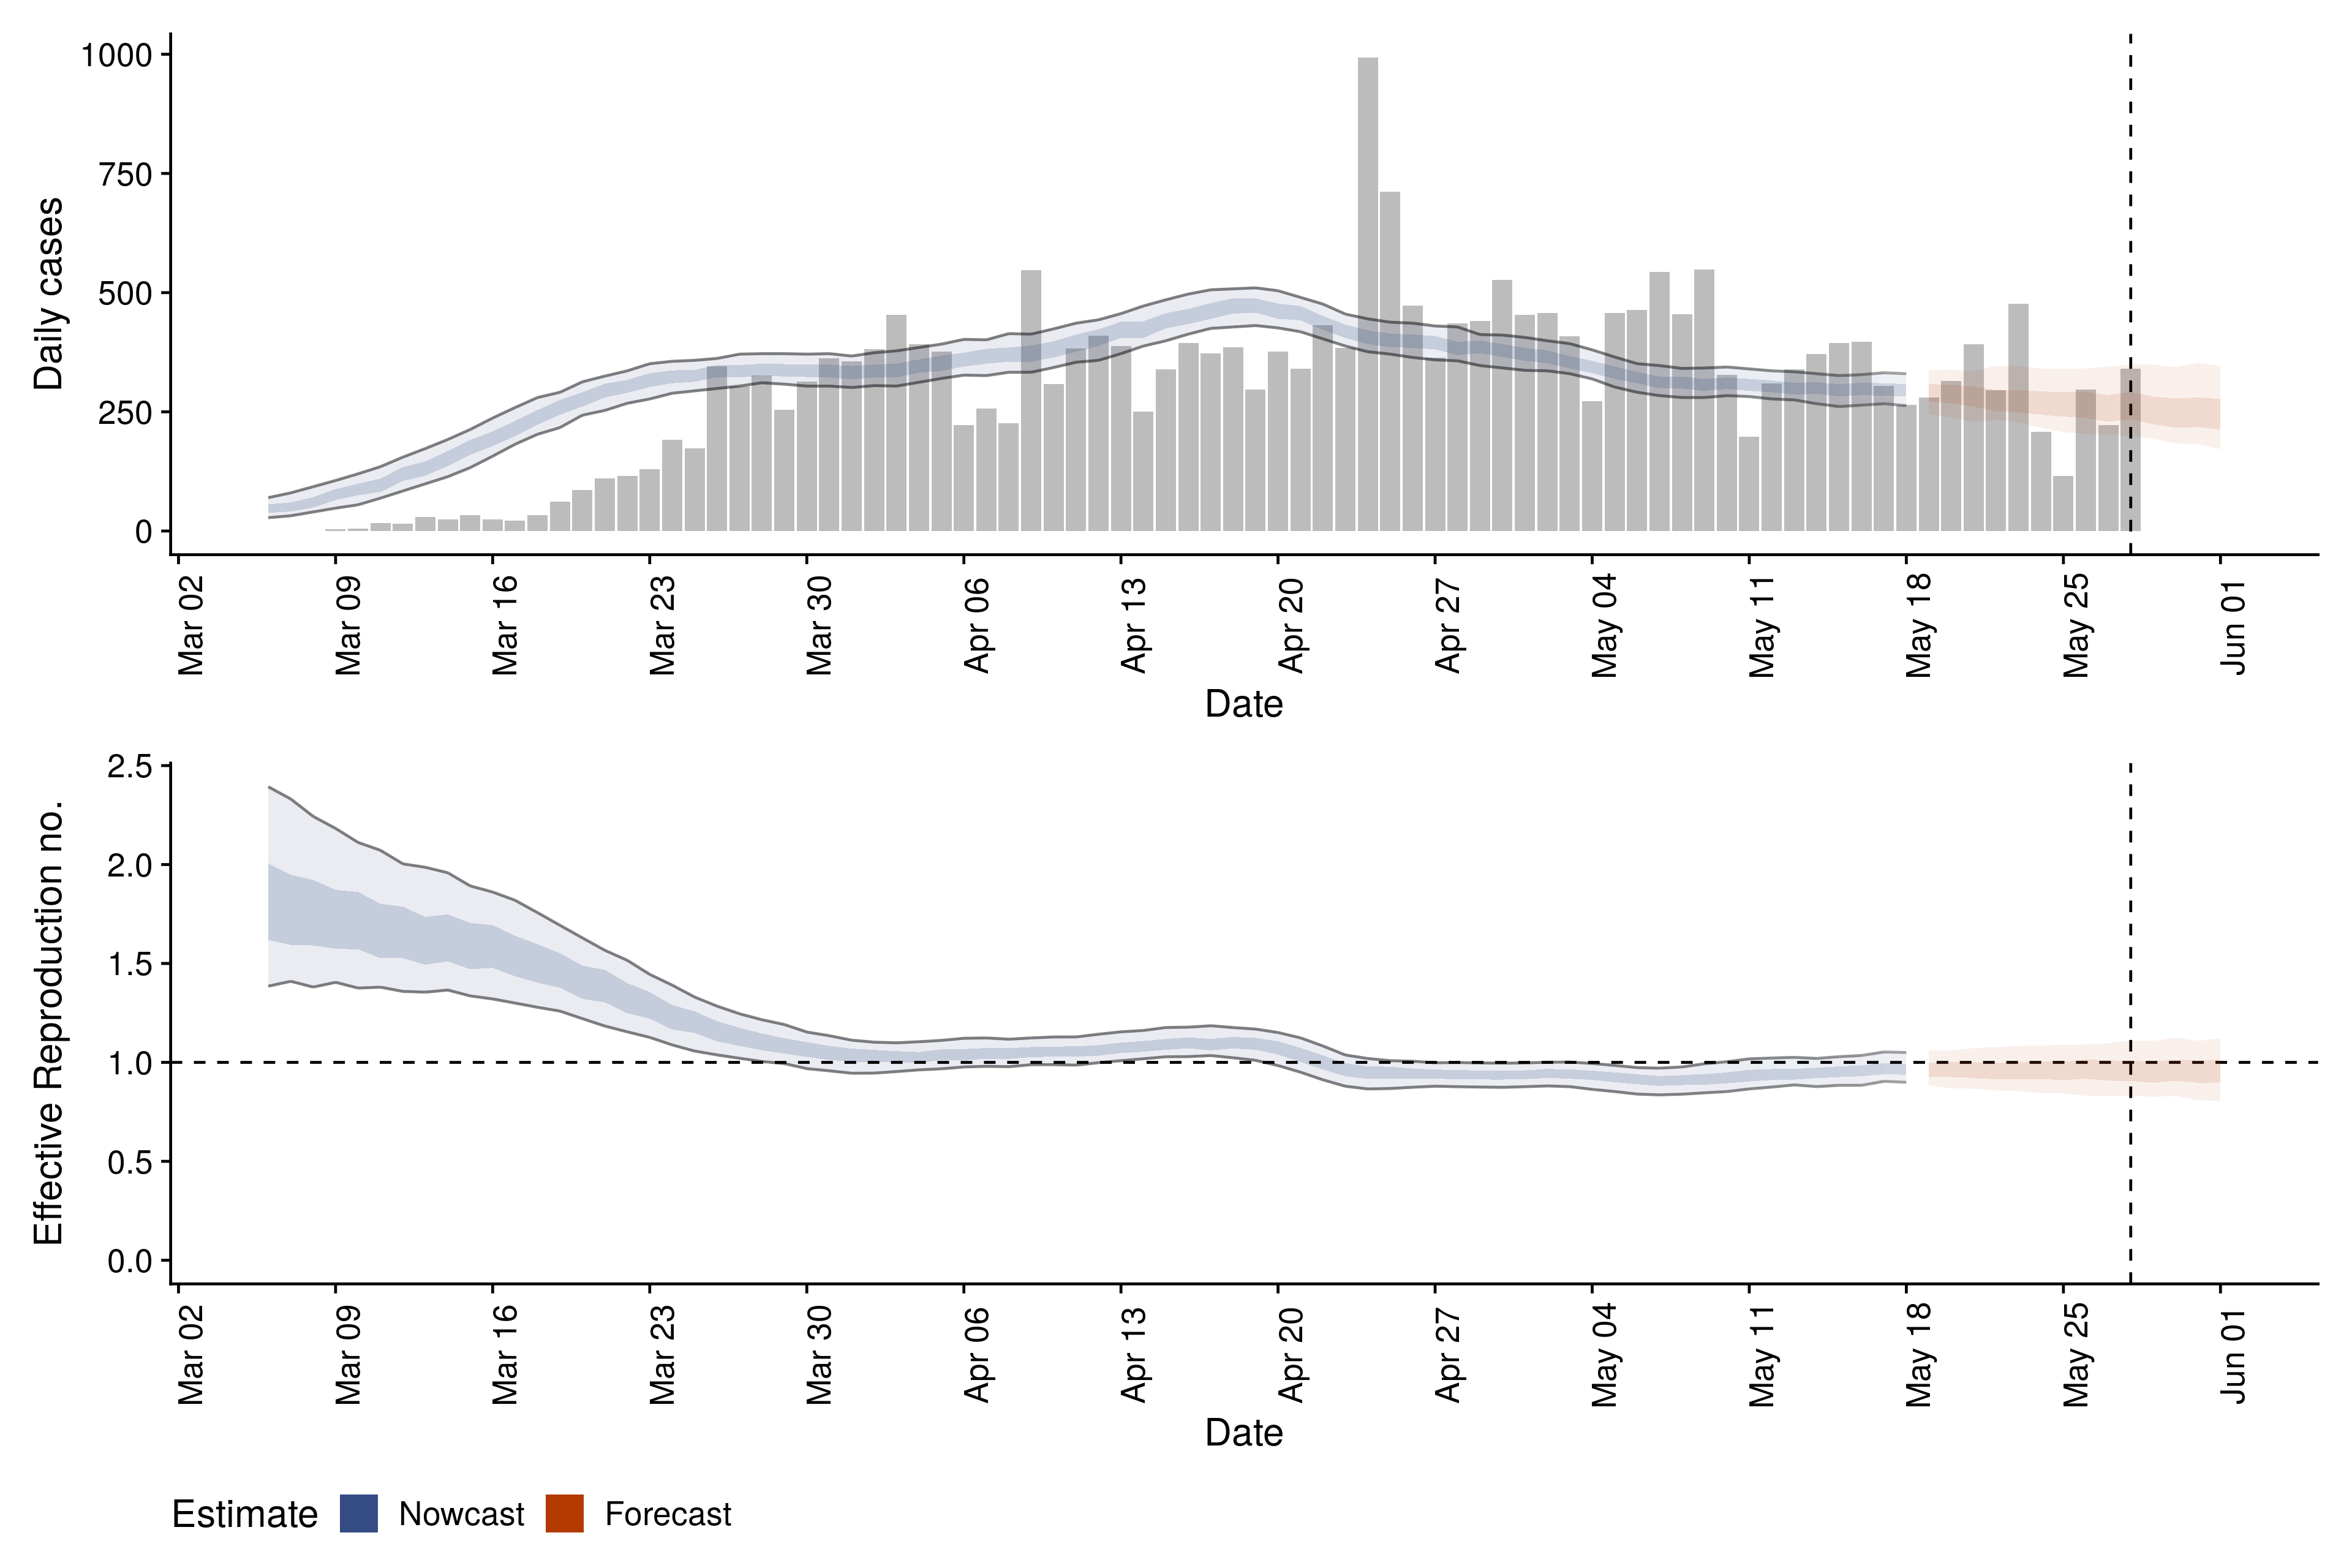 Daily cases
1000
750
500
250
0
Mar 02
Mar 09
Mar 16
Mar 23
Mar 30
Apr 06
Apr 13
Apr 20
Apr 27
May 04
May 11
May 18
May 25
Jun 01
Date
Effective Reproduction no.
2.5
2.0
1.5
1.0
0.5
0.0
Mar 02
Mar 09
Mar 16
Mar 23
Mar 30
Apr 06
Apr 13
Apr 20
Apr 27
May 04
May 11
May 18
May 25
Jun 01
Date
Estimate Nowcast Forecast